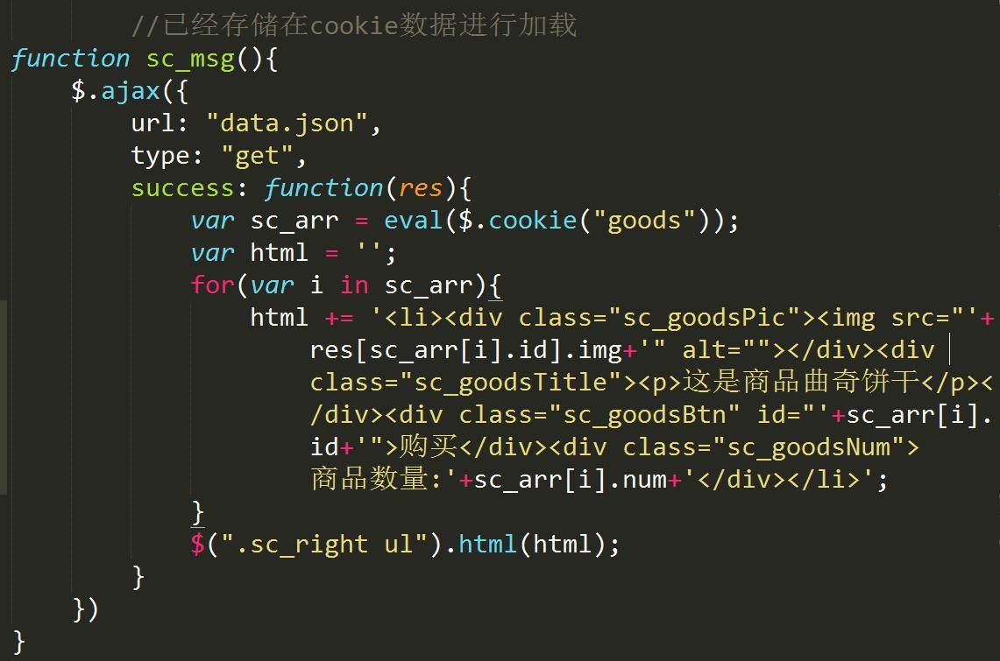 //已经存储在cookie数据进行加载
function sc_msg(){
    $.ajax({
        url: "data.json",
        type: "get",
        success: function(res){
            var sc_arr = eval($.cookie("goods"));
            var html = '';
            for(var i in sc_arr){
                html += '<li><div class="sc_goodsPic"><img src="'+
                    res[sc_arr[i].id].img+'" alt=""></div><div
                    class="sc_goodsTitle"><p>这是商品曲奇饼干</p><
                    /div><div class="sc_goodsBtn" id="'+sc_arr[i].
                    id+'">购买</div><div class="sc_goodsNum">
                    商品数量:'+sc_arr[i].num+'</div></li>';
            }
            $(".sc_right ul").html(html);
        }
    })
}